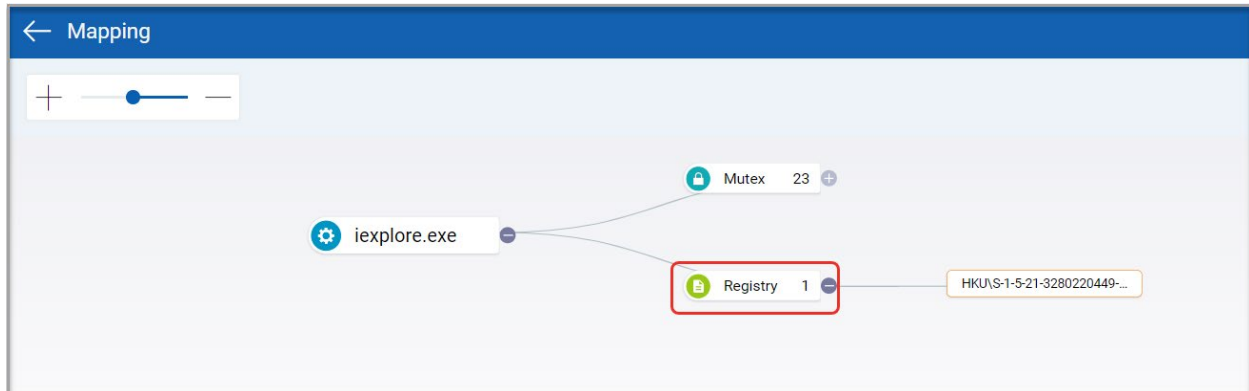 Mapping
Mutex 23
iexplore.exe
Registry 1
HKU\S-1-5-21-3280220449-...